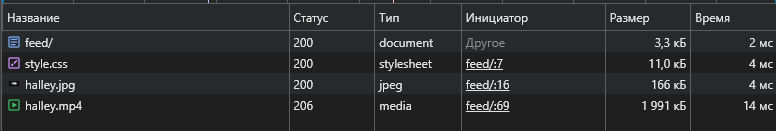 Название Статус Тип Инициатор Размер Время
feed/ 200 document Другое 3,3 кБ 2 мс
style.css 200 stylesheet feed/:7 11,0 кБ 4 мс
halley.jpg 200 jpeg feed/:16 166 кБ 4 мс
halley.mp4 206 media feed/:69 1 991 кБ 14 мс